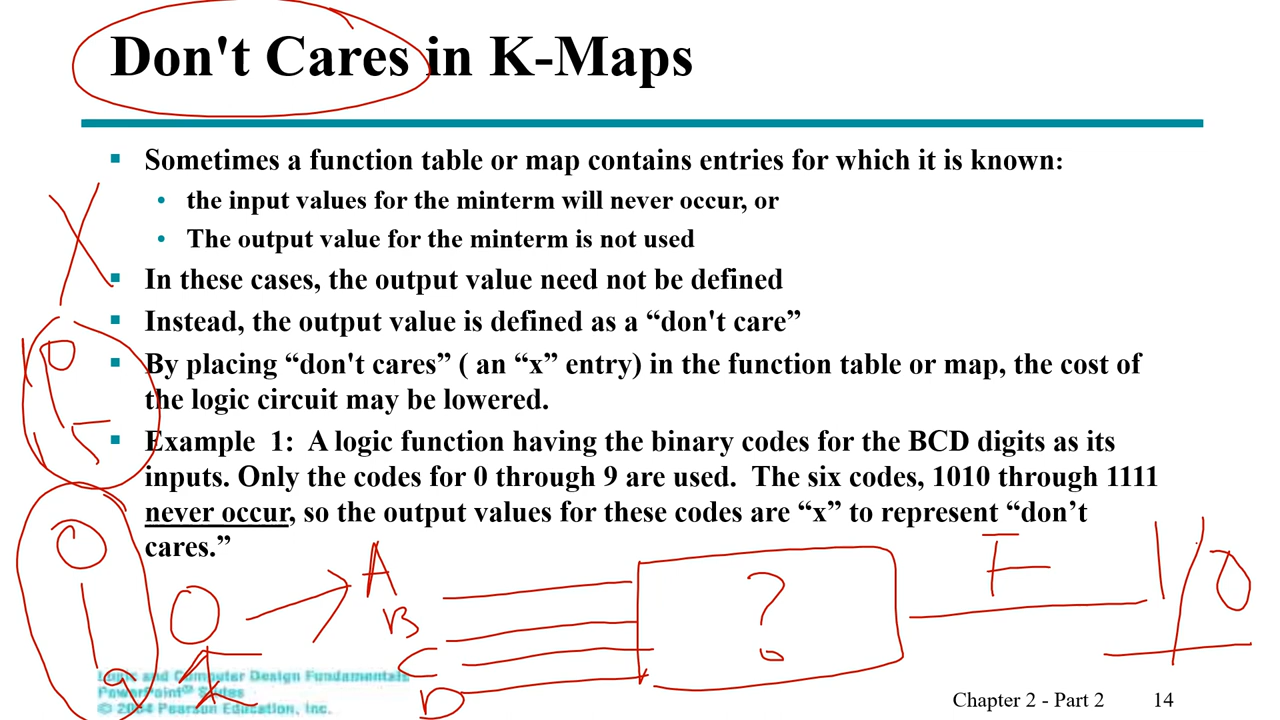 Don't Cares in K-Maps
Sometimes a function table or map contains entries for which it is known:
the input values for the minterm will never occur, or
The output value for the minterm is not used
In these cases, the output value need not be defined
Instead, the output value is defined as a “don't care”
10
By placing “don't cares” ( an “x” entry) in the function table or map, the cost of
the logic circuit may be lowered.
15
Example 1: A logic function having the binary codes for the BCD digits as its
inputs. Only the codes for 0 through 9 are used. The six codes, 1010 through 1111
never occur, so the output values for these codes are “x” to represent “don’t
cares.”
0
9
0
A
B
C
D
?
F
1/0
Logic and Computer Design Fundamentals
PowerPoint® Slides
© 2004 Pearson Education, Inc.
Chapter 2 - Part 2 14